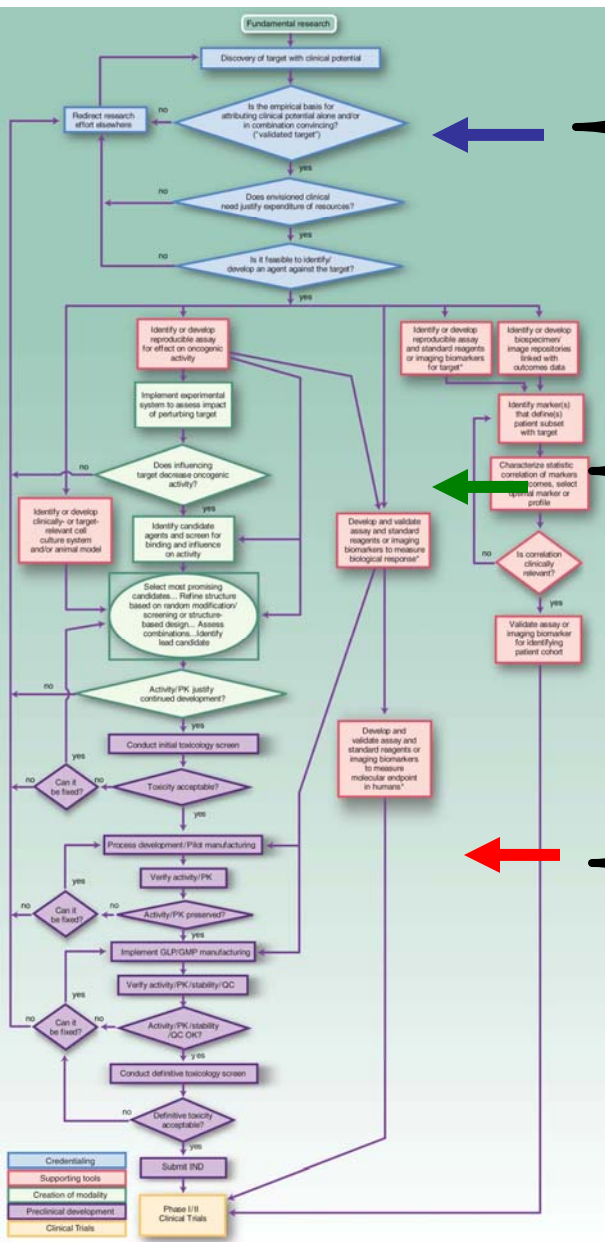 Fundamental research
Discovery of target with clinical potential
Redirect research
effort elsewhere
no
Is the empirical basis for
attributing clinical potential alone and/or
in combination convincing?
("validated target")
yes
no
Does envisioned clinical
need justify expenditure of resources?
yes
no
Is it feasible to identify/
develop an agent against the target?
yes
Identify or develop
reproducible assay
for effect on oncogenic
activity
Identify or develop
reproducible assay
and standard reagents
or imaging biomarkers
for target*
Identify or develop
biospecimen/
image repositories
linked with
outcomes data
Implement experimental
system to assess impact
of perturbing target
Identify marker(s)
that define(s)
patient subset
with target
no
Does influencing
target decrease oncogenic
activity?
yes
Characterize statistic
correlation of markers
comes, select
marker or
profile
Identify or develop
clinically- or target-
relevant cell
culture system
and/or animal model
Identify candidate
agents and screen for
binding and influence
on activity
Develop and validate
assay and standard
reagents or imaging
biomarkers to measure
biological response*
no
Is correlation
clinically
relevant?
yes
Select most promising
candidates... Refine structure
based on random modification/
screening or structure-
based design... Assess
combinations...Identify
lead candidate
Validate assay or
imaging biomarker
for identifying
patient cohort
no
Activity/PK justify
continued development?
yes
Conduct initial toxicology screen
Develop and
validate assay and
standard reagents or
imaging biomarkers
to measure
molecular endpoint
in humans*
yes
no
Can it
be fixed?
no
Toxicity acceptable?
yes
Process development/Pilot manufacturing
yes
Verify activity/PK
no
Can it
be fixed?
no
Activity/PK preserved?
yes
Implement GLP/GMP manufacturing
yes
Verify activity/PK/stability/QC
no
Can it
be fixed?
no
Activity/PK/stability
/QC OK?
yes
Conduct definitive toxicology screen
no
Definitive toxicity
acceptable?
yes
Submit IND
Phase I/II
Clinical Trials
Credentialing
Supporting tools
Creation of modality
Preclinical development
Clinical Trials